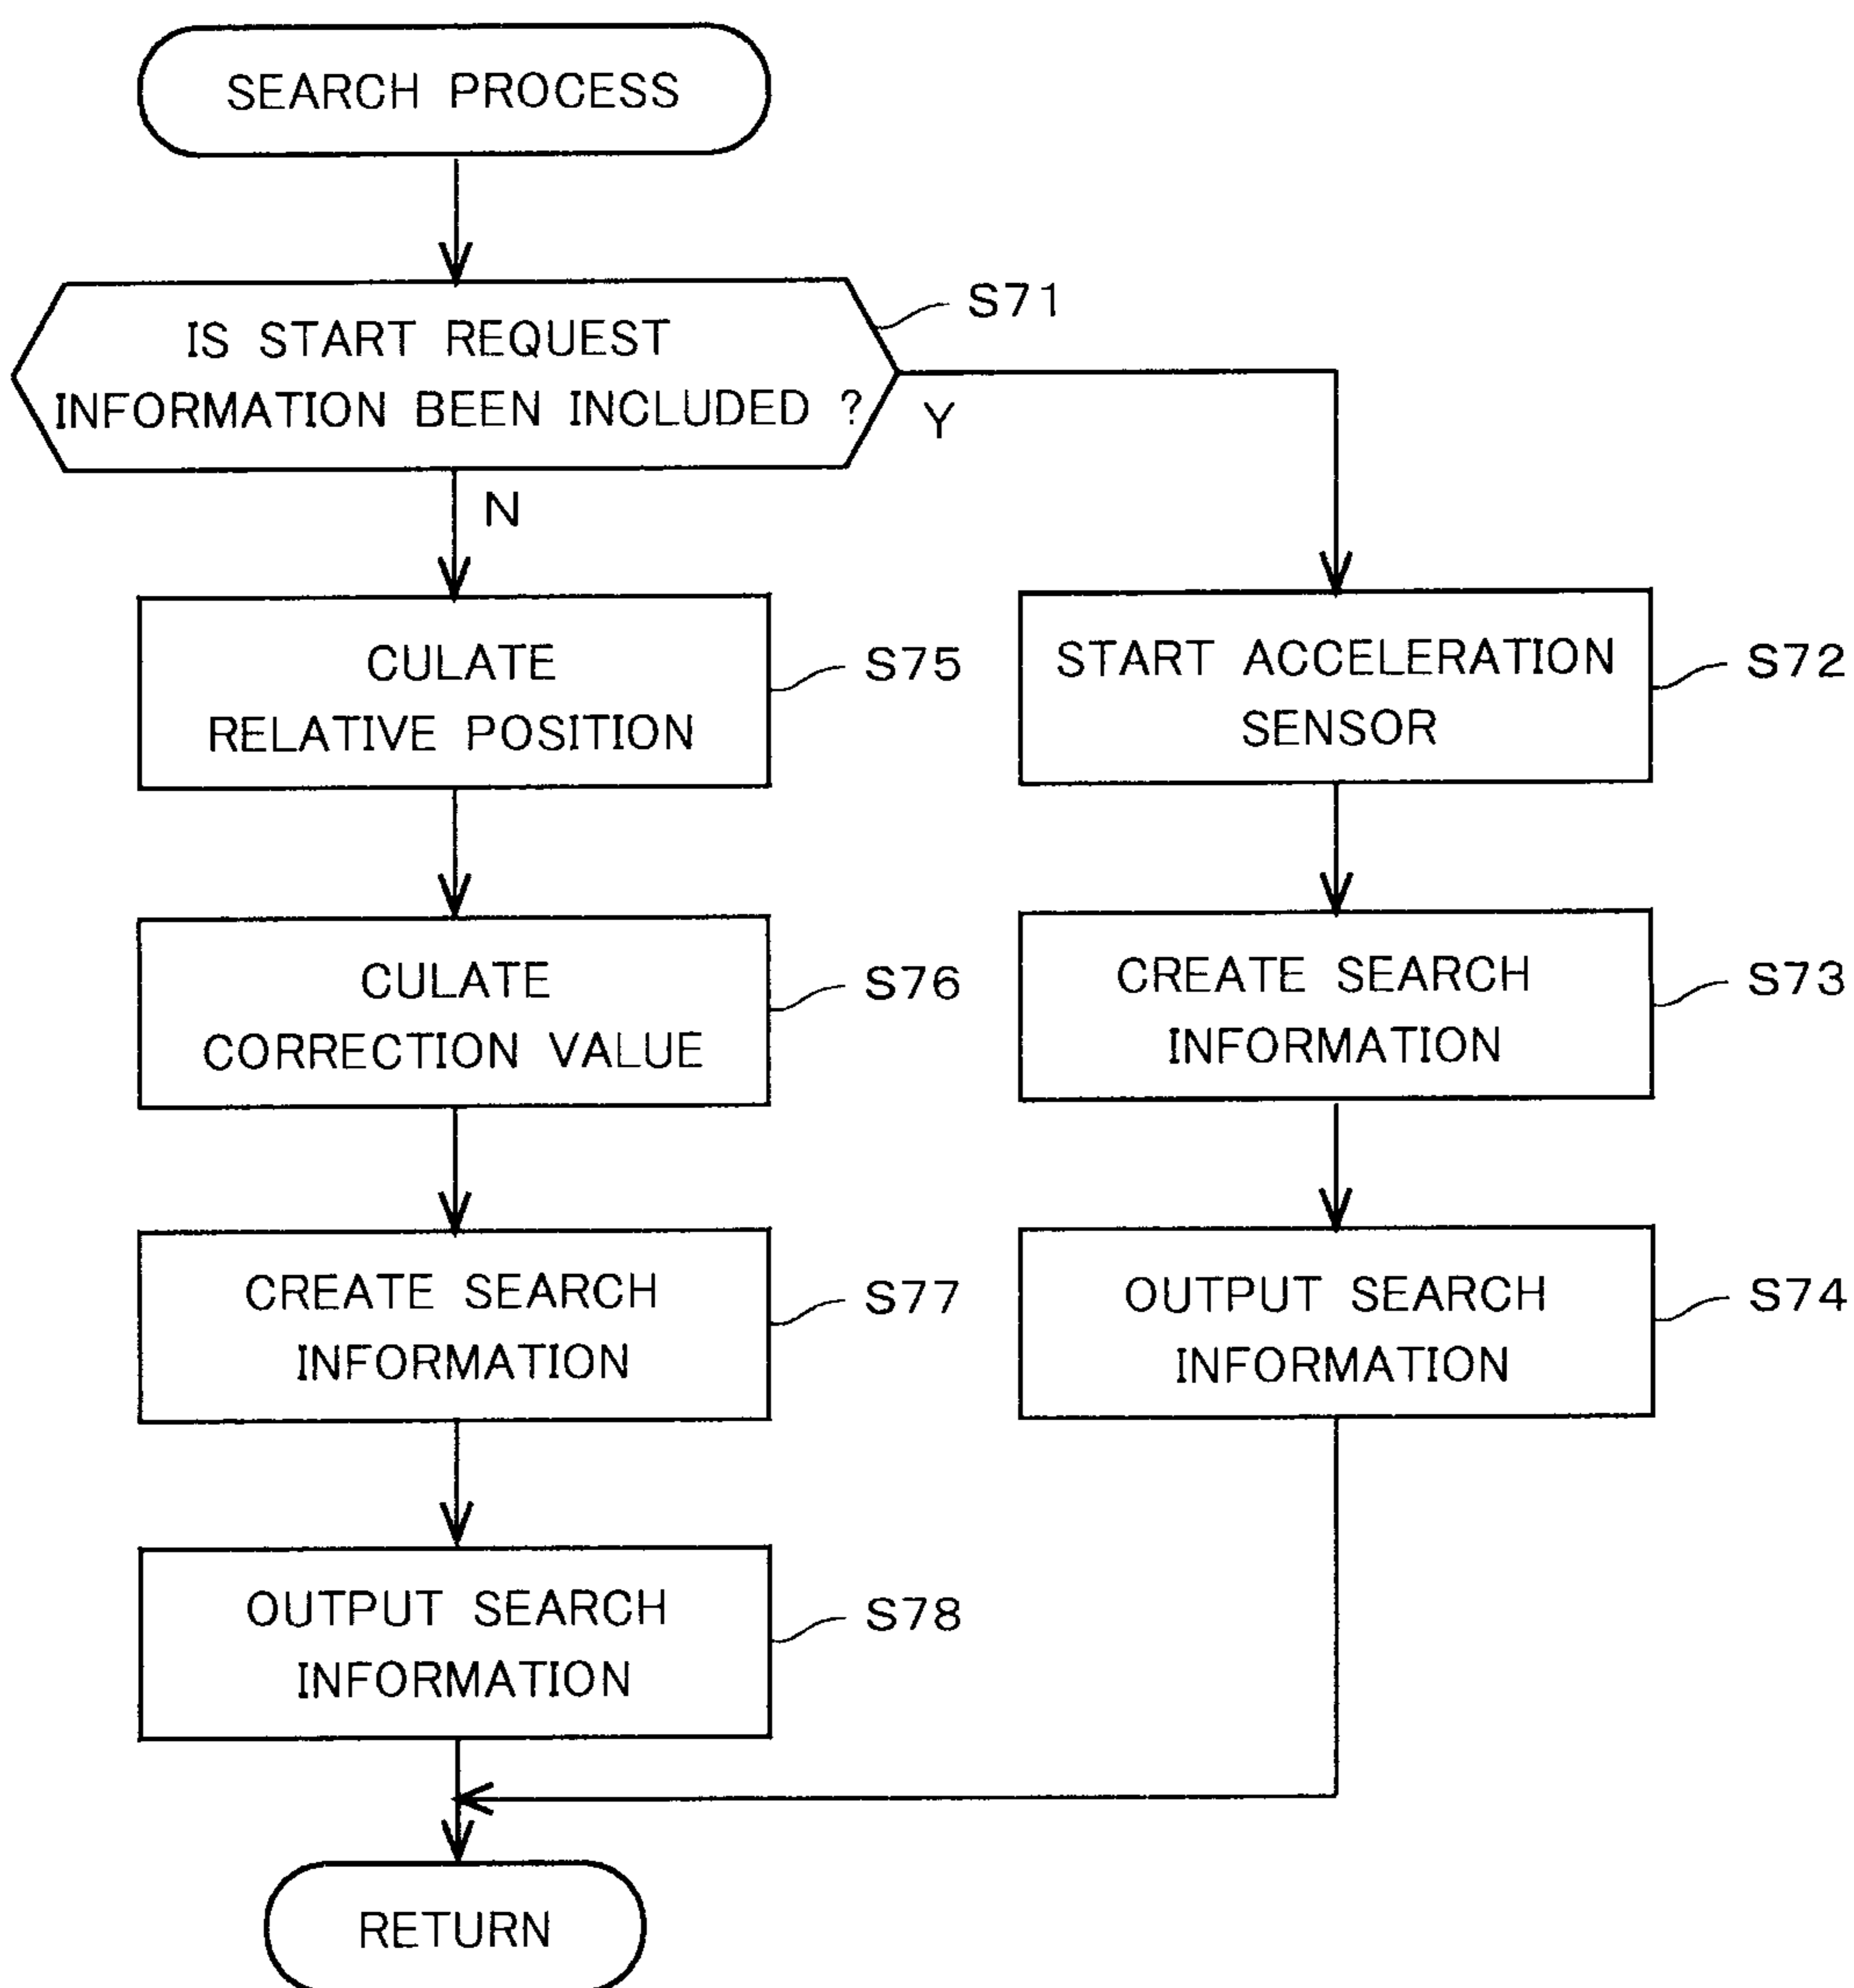 SEARCH PROCESS
IS START REQUEST
INFORMATION BEEN INCLUDED ?
S71
Y
N
CULATE
RELATIVE POSITION
S75
START ACCELERATION
SENSOR
S72
CULATE
CORRECTION VALUE
S76
CREATE SEARCH
INFORMATION
S73
CREATE SEARCH
INFORMATION
S77
OUTPUT SEARCH
INFORMATION
S74
OUTPUT SEARCH
INFORMATION
S78
RETURN